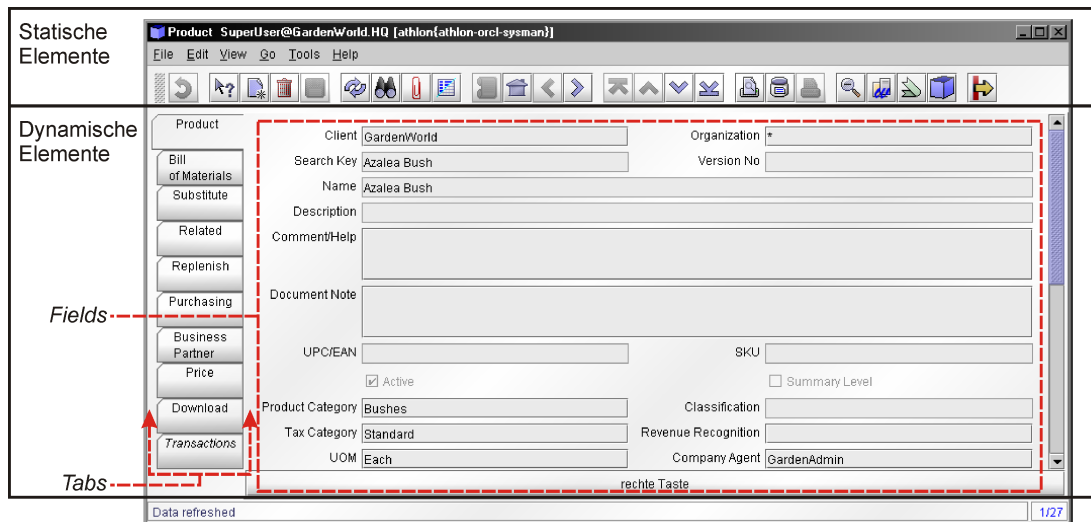 Statische
Elemente
Product SuperUser@GardenWorld.HQ [athlon{athlon-orcl-sysman}]
File Edit View Go Tools Help
Dynamische
Elemente
Product
Bill
of Materials
Substitute
Related
Replenish
Purchasing
Business
Partner
Price
Download
Transactions
Fields
Tabs
Client GardenWorld Organization *
Search Key Azalea Bush Version No
Name Azalea Bush
Description
Comment/Help
Document Note
UPC/EAN SKU
Active Summary Level
Product Category Bushes Classification
Tax Category Standard Revenue Recognition
UOM Each Company Agent GardenAdmin
rechte Taste
Data refreshed 1/27